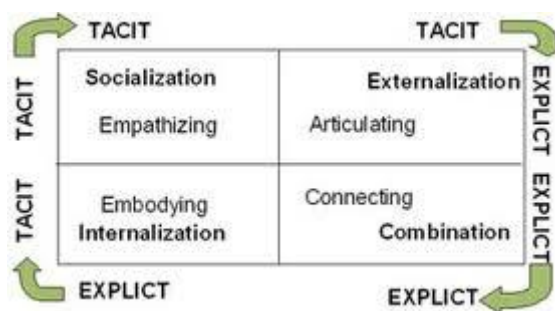 TACIT TACIT
TACIT
Socialization
Empathizing
Externalization
Articulating
EXPLICT
TACIT
Embodying
Internalization
Connecting
Combination
EXPLICT
EXPLICT EXPLICT